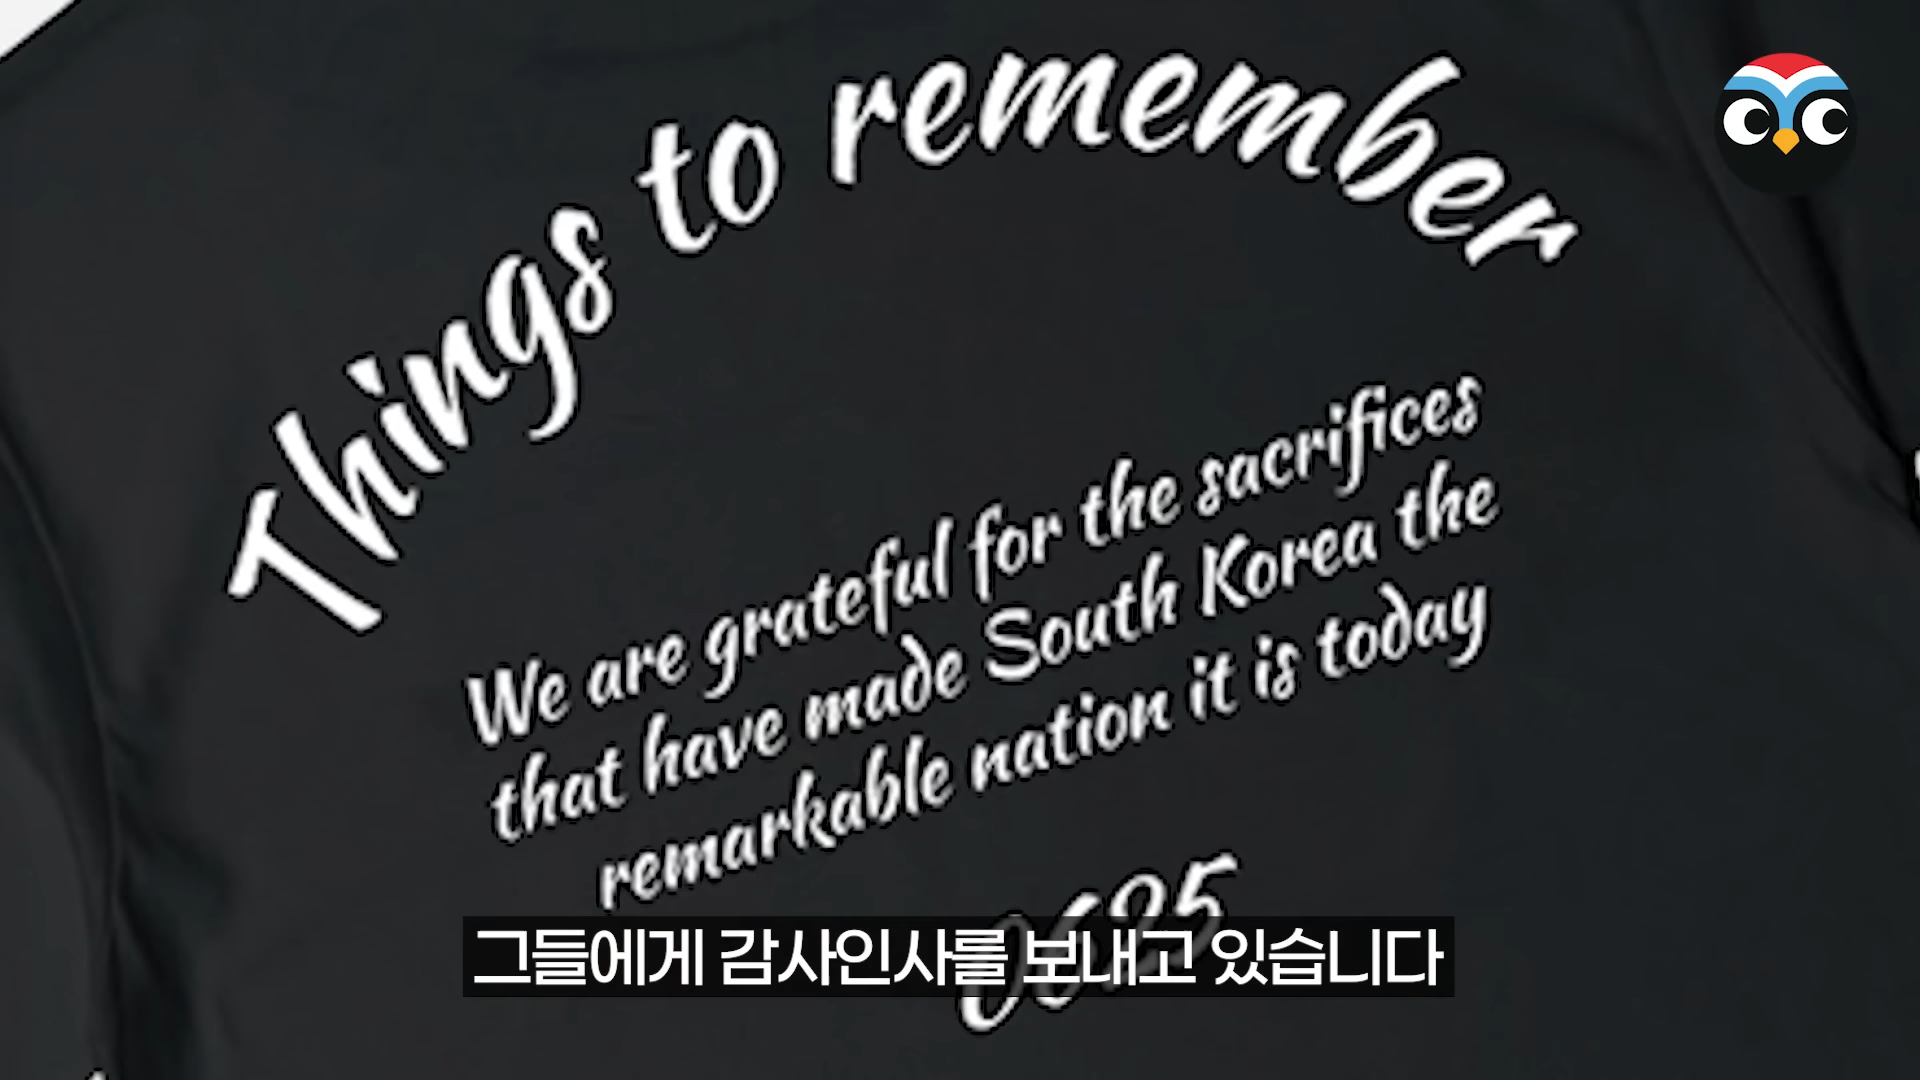 Things to remember
We are grateful for the sacrifices
that have made South Korea the
remarkable nation it is today
0625
그들에게 감사인사를 보내고 있습니다